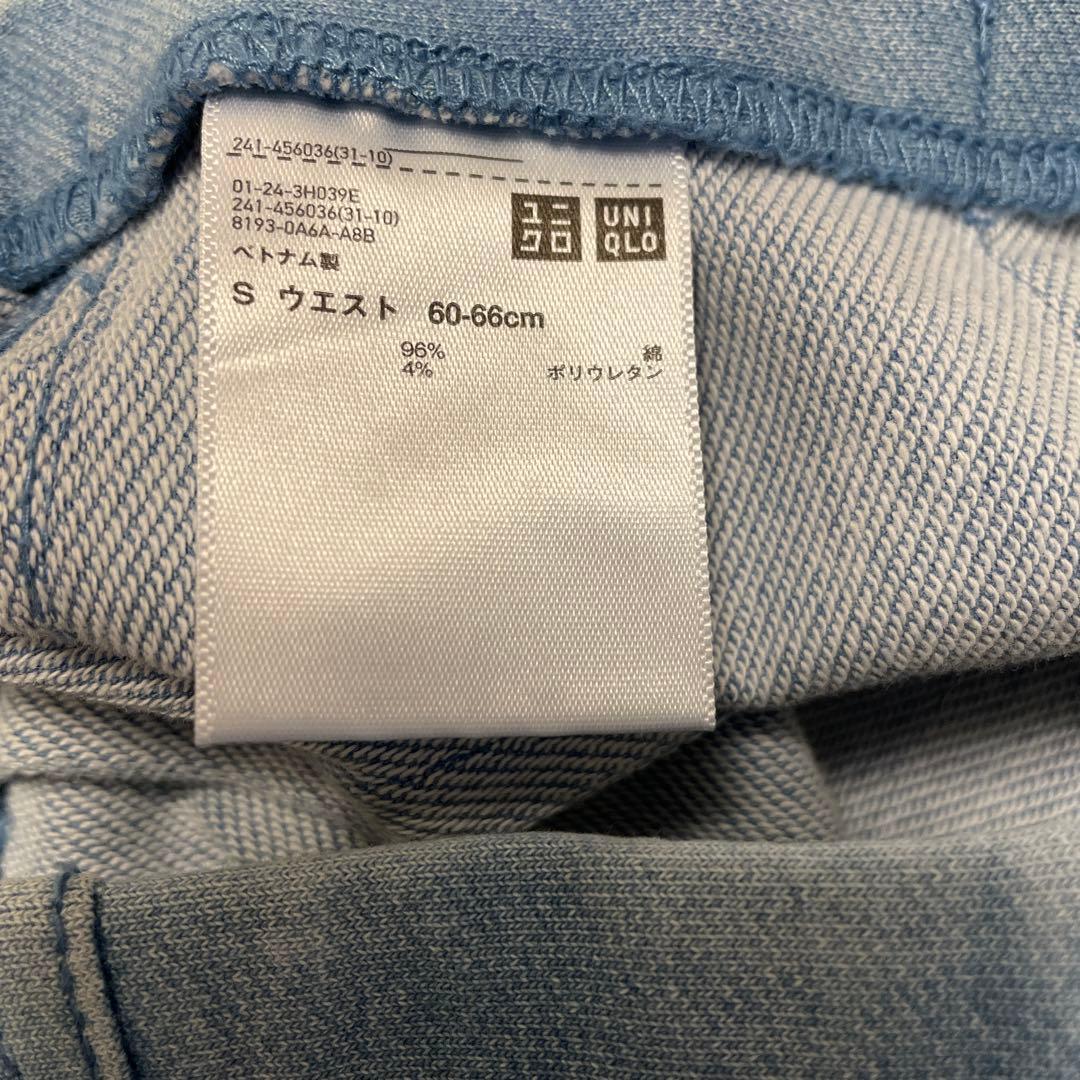 241-456036(31-10)
01-24-3H039E
241-456036(31-10)
8193-0A6A-A8B
ベトナム製
ユニ
クロ
UNI
QLO
S ウエスト 60-66cm
96% 綿
4% ポリウレタン